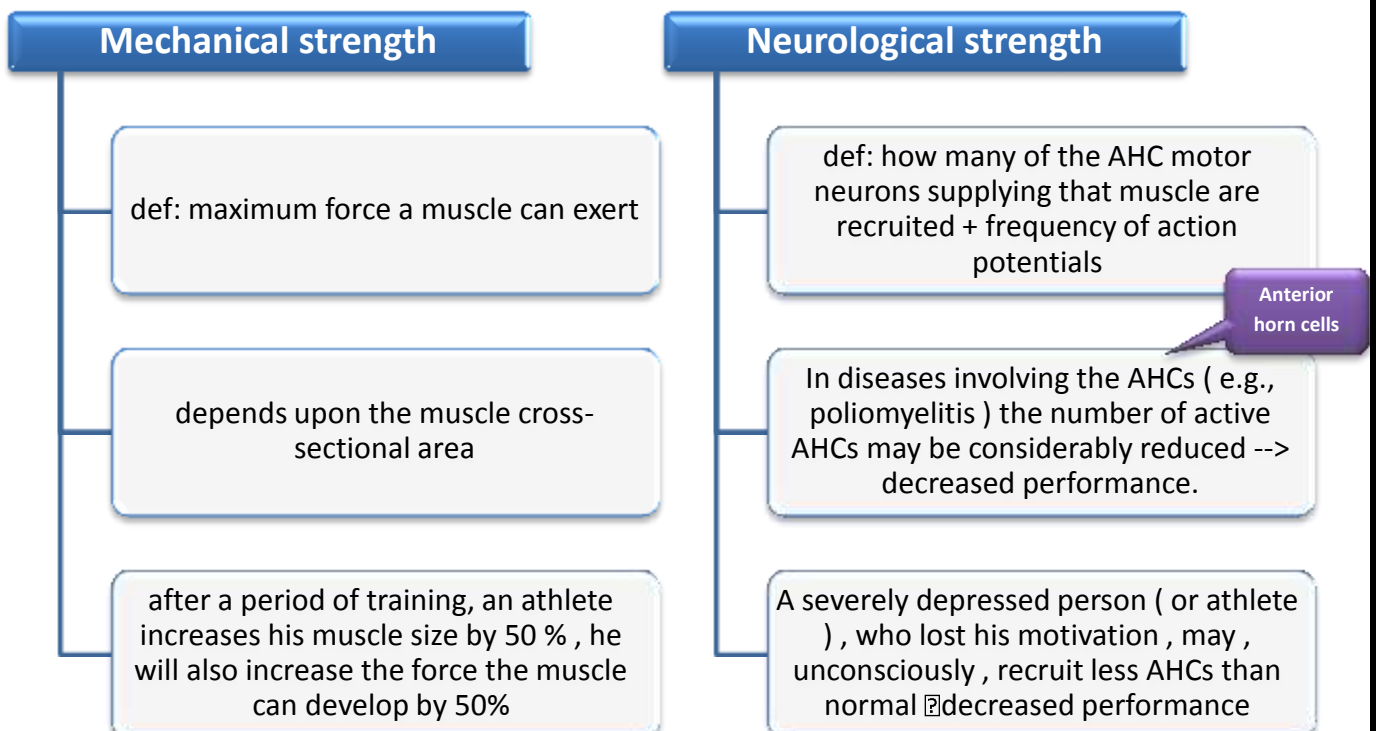 Mechanical strength
def: maximum force a muscle can exert
depends upon the muscle cross-
sectional area
after a period of training, an athlete
increases his muscle size by 50 % , he
will also increase the force the muscle
can develop by 50%
Neurological strength
def: how many of the AHC motor
neurons supplying that muscle are
recruited + frequency of action
potentials
Anterior
horn cells
In diseases involving the AHCs ( e.g.,
poliomyelitis ) the number of active
AHCs may be considerably reduced -->
decreased performance.
A severely depressed person ( or athlete
) , who lost his motivation , may ,
unconsciously , recruit less AHCs than
normal �decreased performance